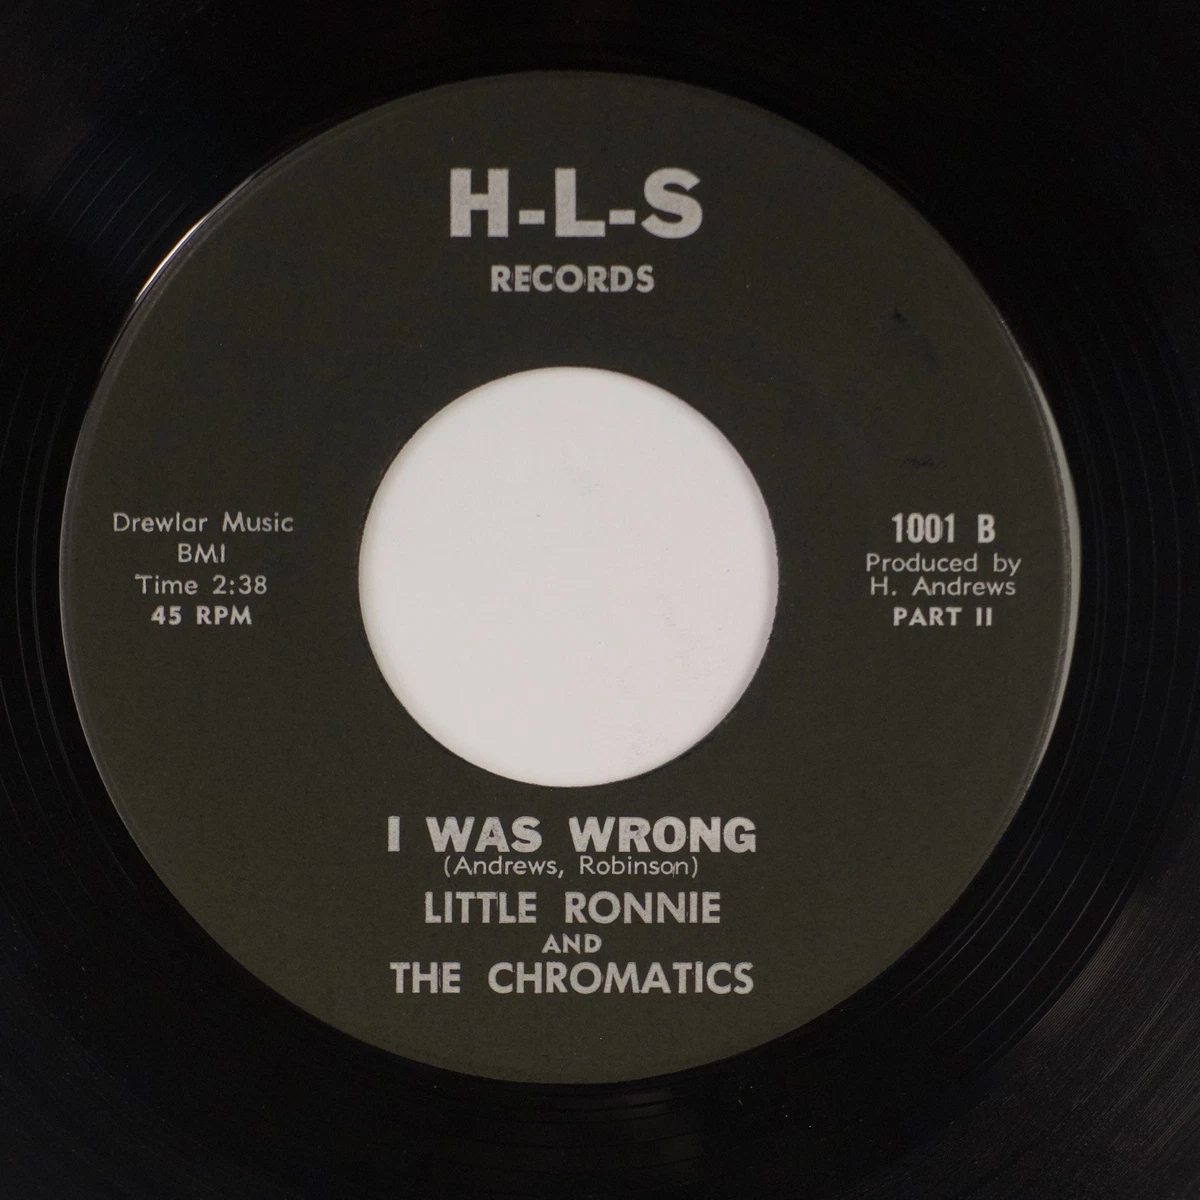 H-L-S
RECORDS
Drewlar Music
BMI
Time 2:38
45 RPM
1001 B
Produced by
H. Andrews
PART II
I WAS WRONG
(Andrews, Robinson)
LITTLE RONNIE
AND
THE CHROMATICS